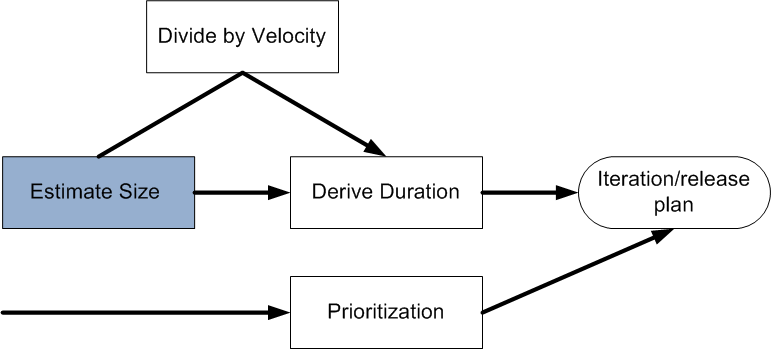 Divide by Velocity
Estimate Size
Derive Duration
Iteration/release
plan
Prioritization